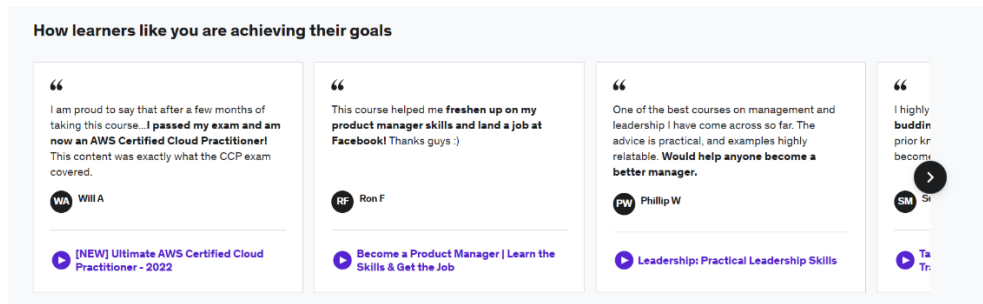 How learners like you are achieving their goals
“
I am proud to say that after a few months of
taking this course...I passed my exam and am
now an AWS Certified Cloud Practitioner!
This content was exactly what the CCP exam
covered.
WA Will A
[NEW] Ultimate AWS Certified Cloud
Practitioner - 2022
“
This course helped me freshen up on my
product manager skills and land a job at
Facebook! Thanks guys :)
RF Ron F
Become a Product Manager | Learn the
Skills & Get the Job
“
One of the best courses on management and
leadership I have come across so far. The
advice is practical, and examples highly
relatable. Would help anyone become a
better manager.
PW Phillip W
Leadership: Practical Leadership Skills
“
I highly
prior
SM